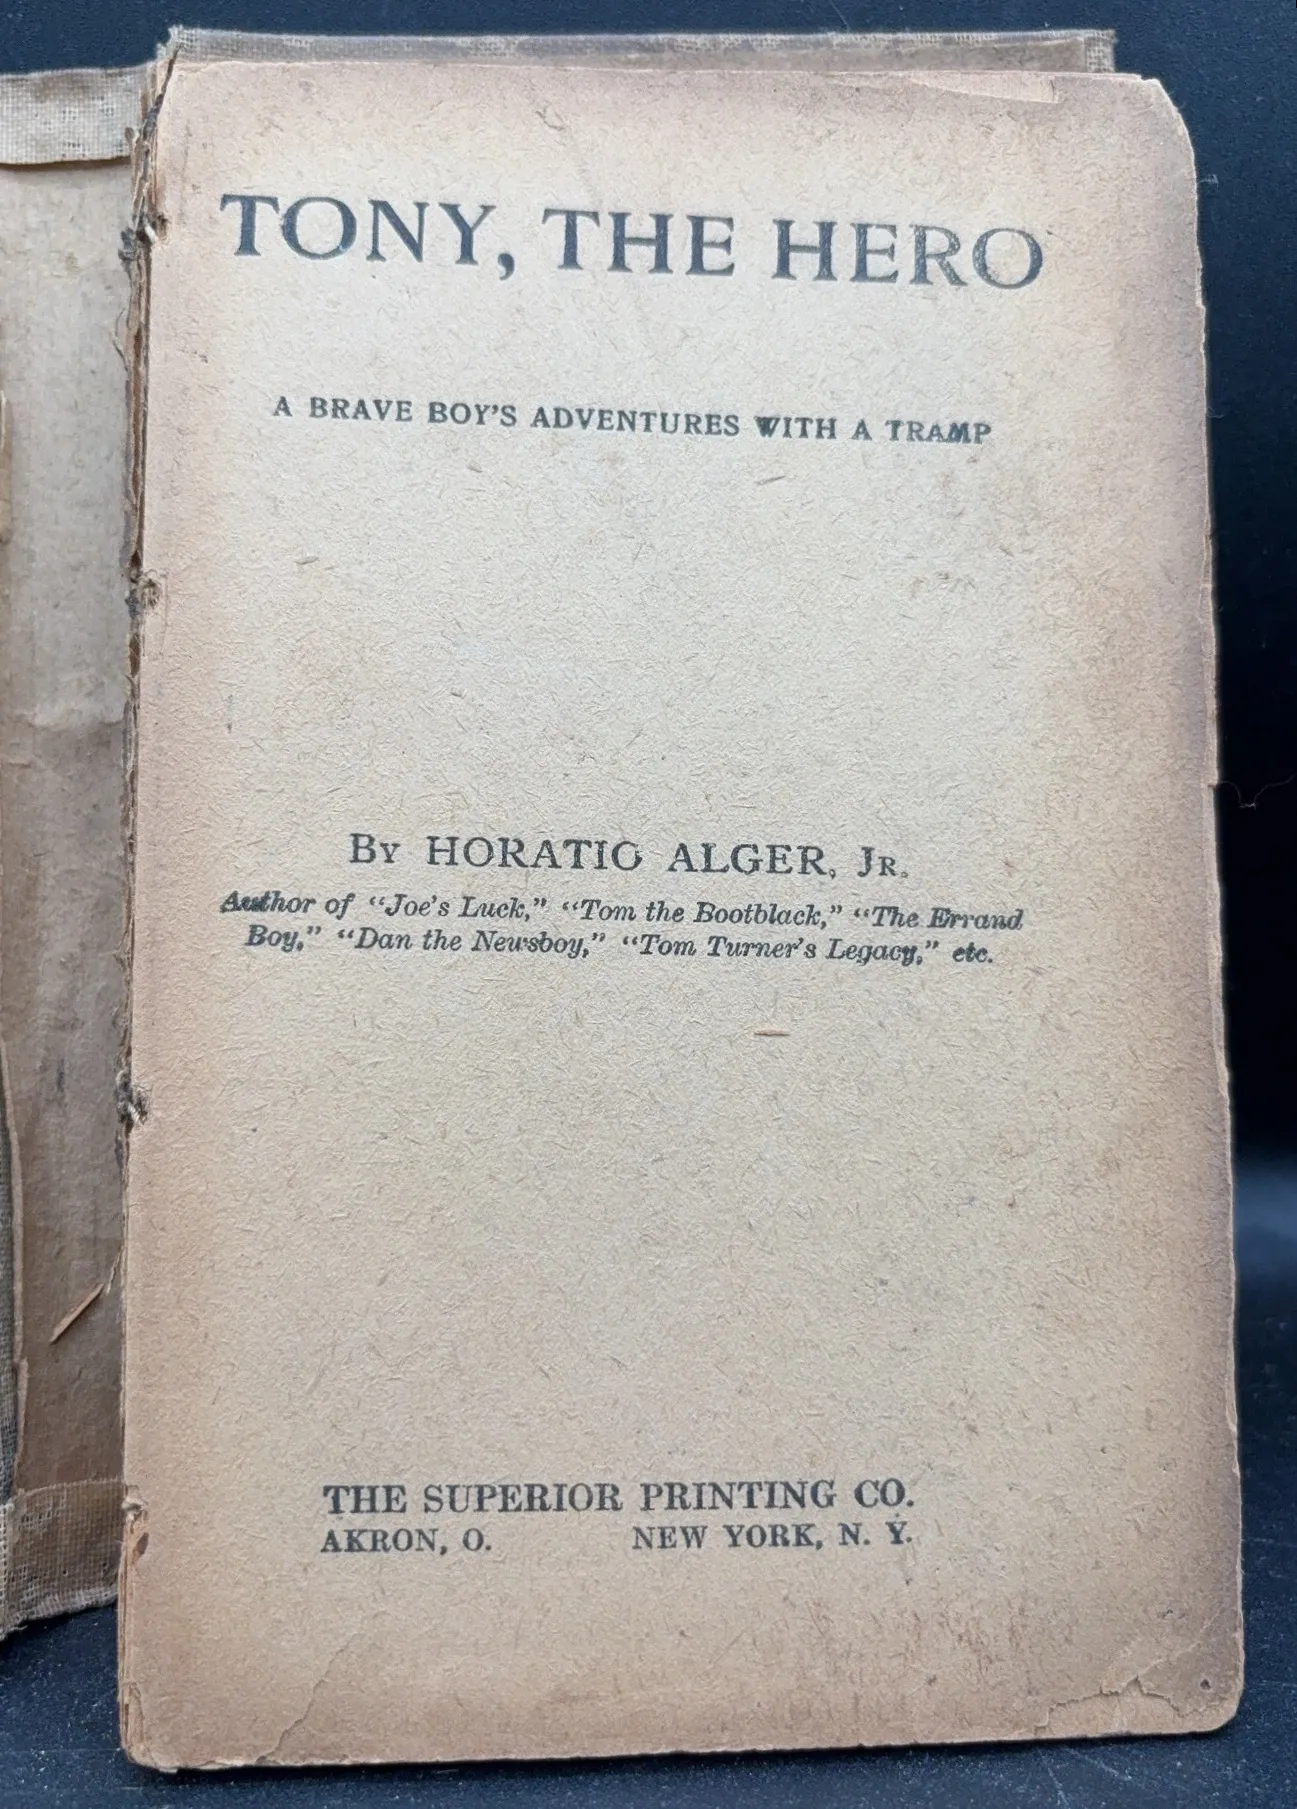 TONY, THE HERO
A BRAVE BOY'S ADVENTURES WITH A TRAMP
By HORATIO ALGER, Jr.
Author of "Joe's Luck," "Tom the Bootblack," "The Errand
Boy," "Dan the Newsboy," "Tom Turner's Legacy," etc.
THE SUPERIOR PRINTING CO.
AKRON, O. NEW YORK, N. Y.